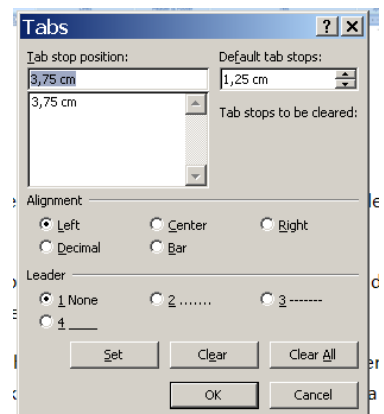 Tabs
Tab stop position: Default tab stops:
3,75 cm 1,25 cm
3,75 cm
Tab stops to be cleared:
Alignment
Left Center Right
Decimal Bar
Leader
1 None 2 ....... 3 -------
4 ____
Set Clear Clear All
OK Cancel